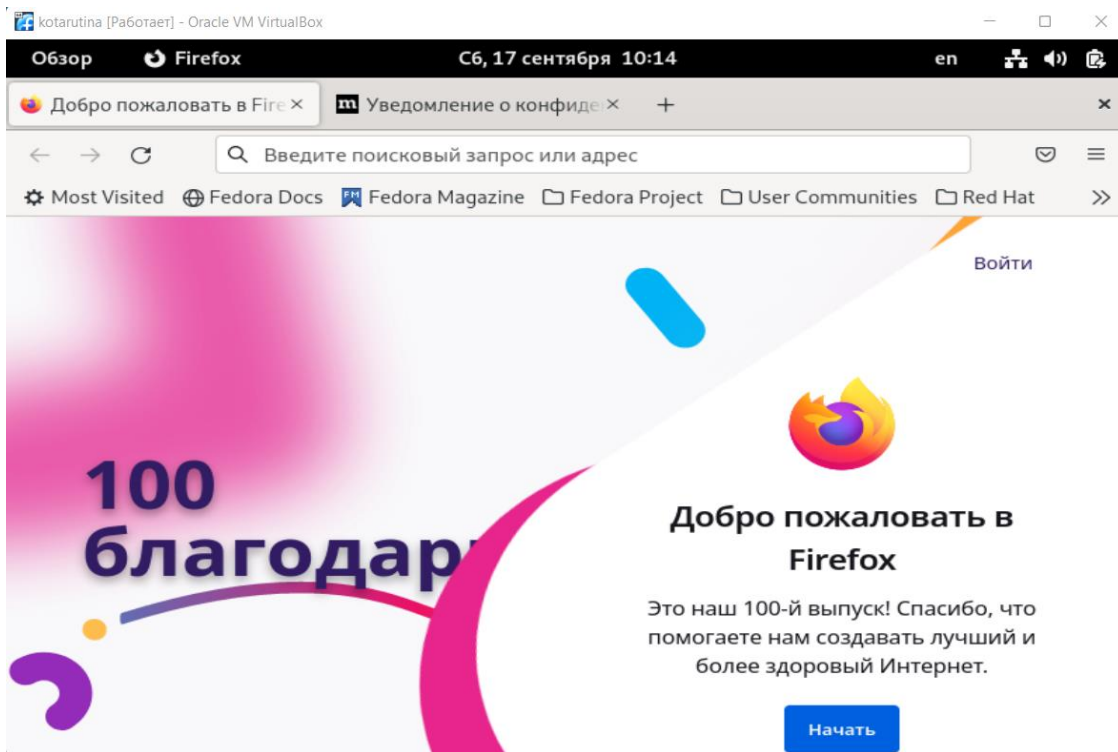 kotarutina [Работает] - Oracle VM VirtualBox
Обзор Firefox Сб, 17 сентября 10:14 en
Добро пожаловать в Fire Уведомление о конфиде
Введите поисковый запрос или адрес
Most Visited Fedora Docs Fedora Magazine Fedora Project User Communities Red Hat
Войти
100
благодар
Добро пожаловать в
Firefox
Это наш 100-й выпуск! Спасибо, что
помогаете нам создавать лучший и
более здоровый Интернет.
Начать